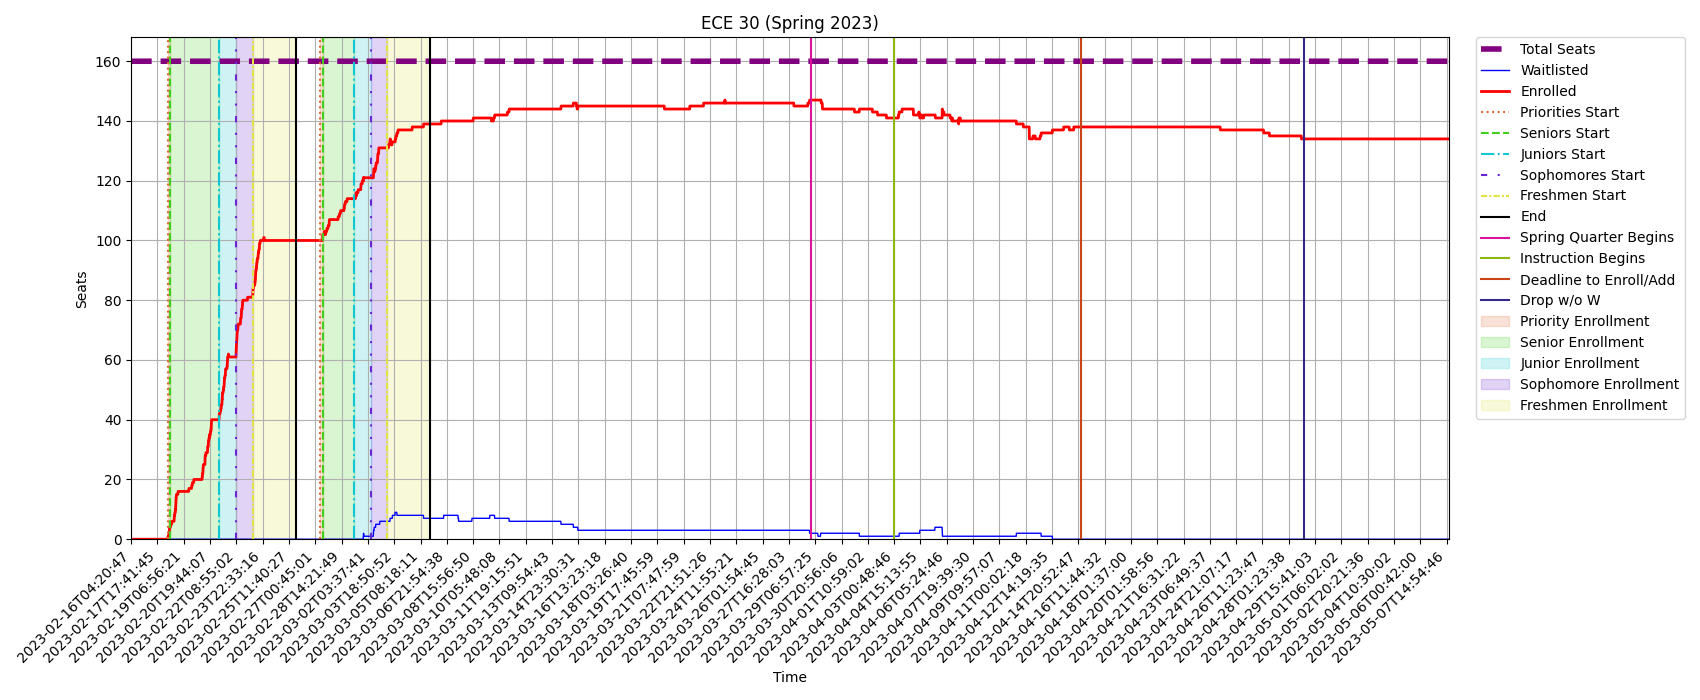 ECE 30 (Spring 2023)
Seats
160
140
120
100
80
60
40
20
0
2023-02-16T04:20:47
2023-02-17T17:41:45
2023-02-19T06:56:21
2023-02-20T19:44:07
2023-02-22T08:55:02
2023-02-23T22:33:16
2023-02-25T11:40:27
2023-02-27T00:45:01
2023-02-28T14:21:49
2023-03-02T03:37:41
2023-03-03T18:50:52
2023-03-05T08:18:11
2023-03-06T21:54:38
2023-03-08T15:56:50
2023-03-10T05:48:08
2023-03-11T19:15:51
2023-03-13T09:54:43
2023-03-14T23:30:31
2023-03-16T13:23:18
2023-03-18T03:26:40
2023-03-19T17:45:59
2023-03-21T07:47:59
2023-03-22T21:51:26
2023-03-24T11:55:21
2023-03-26T01:54:45
2023-03-27T16:28:03
2023-03-29T06:57:23
2023-03-30T20:56:06
2023-04-01T10:59:02
2023-04-03T00:48:46
2023-04-04T15:13:55
2023-04-06T05:24:46
2023-04-07T19:39:30
2023-04-09T09:57:07
2023-04-11T00:02:18
2023-04-12T14:19:35
2023-04-14T20:52:47
2023-04-16T11:44:32
2023-04-18T01:37:00
2023-04-20T01:58:56
2023-04-21T16:31:22
2023-04-23T06:49:37
2023-04-24T21:07:17
2023-04-26T11:23:47
2023-04-28T01:23:38
2023-04-29T15:41:03
2023-05-01T06:02:02
2023-05-02T20:21:36
2023-05-04T10:30:02
2023-05-06T00:42:00
2023-05-07T14:54:46
Time
Total Seats
Waitlisted
Enrolled
Priorities Start
Seniors Start
Juniors Start
Sophomores Start
Freshmen Start
End
Spring Quarter Begins
Instruction Begins
Deadline to Enroll/Add
Drop w/o W
Priority Enrollment
Senior Enrollment
Junior Enrollment
Sophomore Enrollment
Freshmen Enrollment